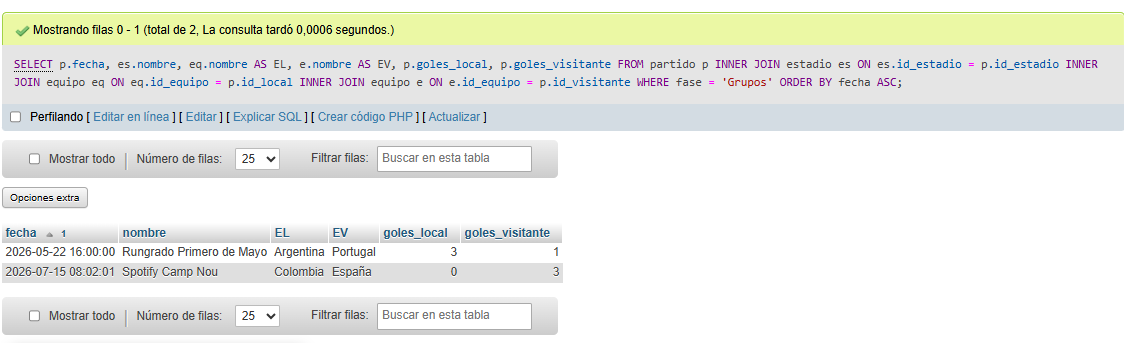 Mostrando filas 0 - 1 (total de 2, La consulta tardó 0,0006 segundos.)
SELECT p.fecha, es.nombre, eq.nombre AS EL, e.nombre AS EV, p.goles_local, p.goles_visitante FROM partido p INNER JOIN estadio es ON es.id_estadio = p.id_estadio INNER
JOIN equipo eq ON eq.id_equipo = p.id_local INNER JOIN equipo e ON e.id_equipo = p.id_visitante WHERE fase = 'Grupos' ORDER BY fecha ASC;
Perfilando [ Editar en línea ] [ Editar ] [ Explicar SQL ] [ Crear código PHP ] [ Actualizar ]
Mostrar todo Número de filas: 25 Filtrar filas: Buscar en esta tabla
Opciones extra
fecha 1 nombre EL EV goles_local goles_visitante
2026-05-22 16:00:00 Rungrado Primero de Mayo Argentina Portugal 3 1
2026-07-15 08:02:01 Spotify Camp Nou Colombia España 0 3
Mostrar todo Número de filas: 25 Filtrar filas: Buscar en esta tabla